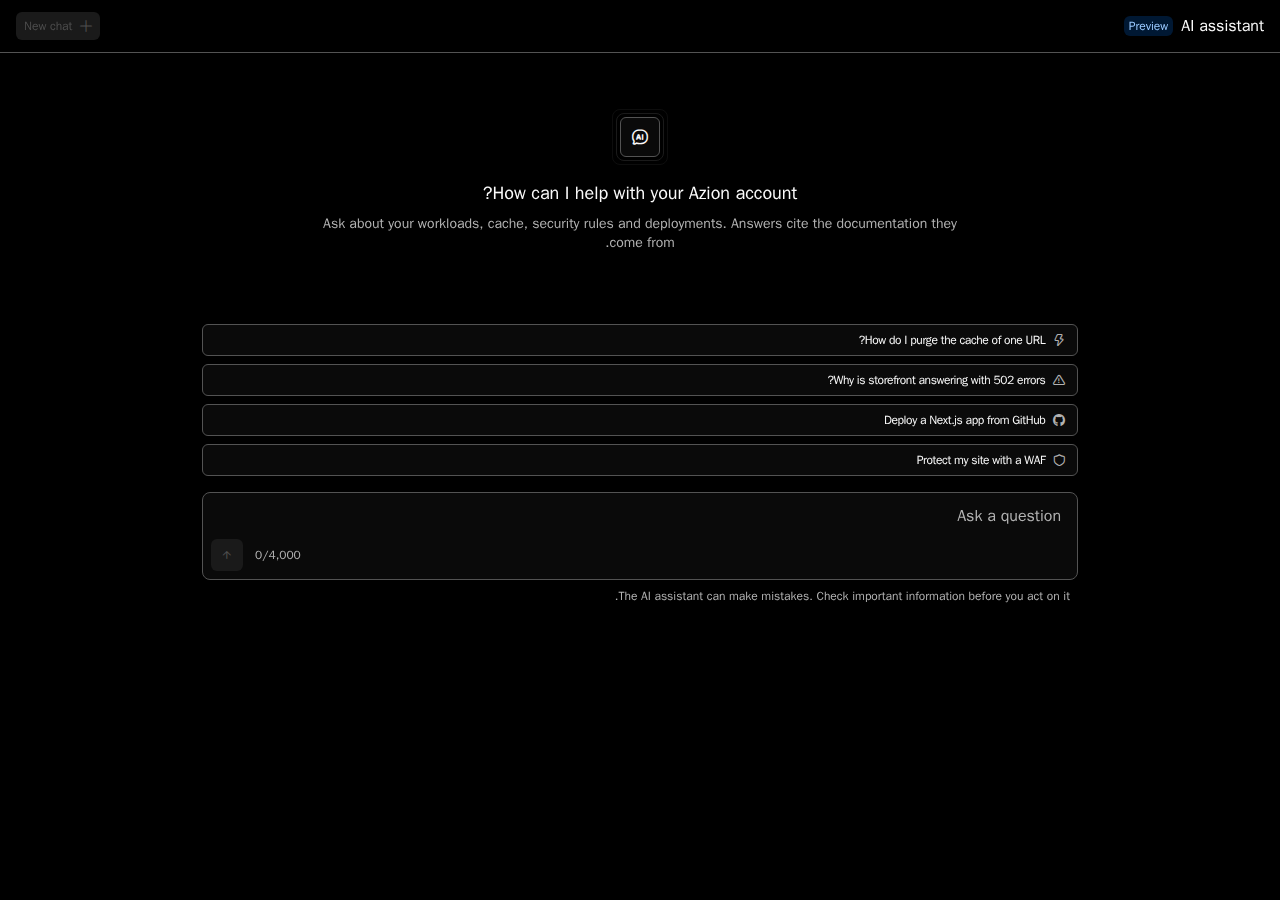 AI assistant
Preview
New chat
AI
?How can I help with your Azion account
Ask about your workloads, cache, security rules and deployments. Answers cite the documentation they
.come from
?How do I purge the cache of one URL
?Why is storefront answering with 502 errors
Deploy a Next.js app from GitHub
Protect my site with a WAF
Ask a question
0/4,000
.The AI assistant can make mistakes. Check important information before you act on it